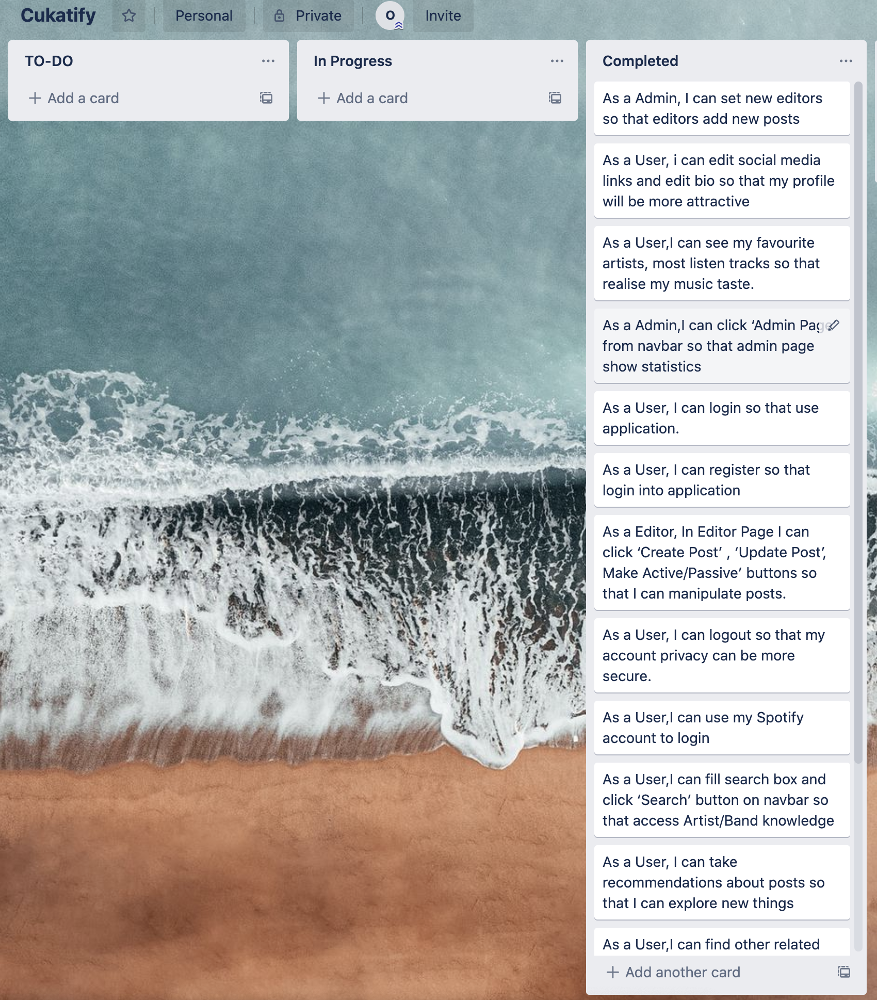 Cukatify Personal Private O Invite
TO-DO
Add a card
In Progress
Add a card
Completed
As a Admin, I can set new editors
so that editors add new posts
As a User, i can edit social media
links and edit bio so that my profile
will be more attractive
As a User,I can see my favourite
artists, most listen tracks so that
realise my music taste.
As a Admin,I can click ‘Admin Page
from navbar so that admin page
show statistics
As a User, I can login so that use
application.
As a User, I can register so that
login into application
As a Editor, In Editor Page I can
click ‘Create Post’ , ‘Update Post’,
Make Active/Passive’ buttons so
that I can manipulate posts.
As a User, I can logout so that my
account privacy can be more
secure.
As a User,I can use my Spotify
account to login
As a User,I can fill search box and
click ‘Search’ button on navbar so
that access Artist/Band knowledge
As a User, I can take
recommendations about posts so
that I can explore new things
As a User,I can find other related
Add another card